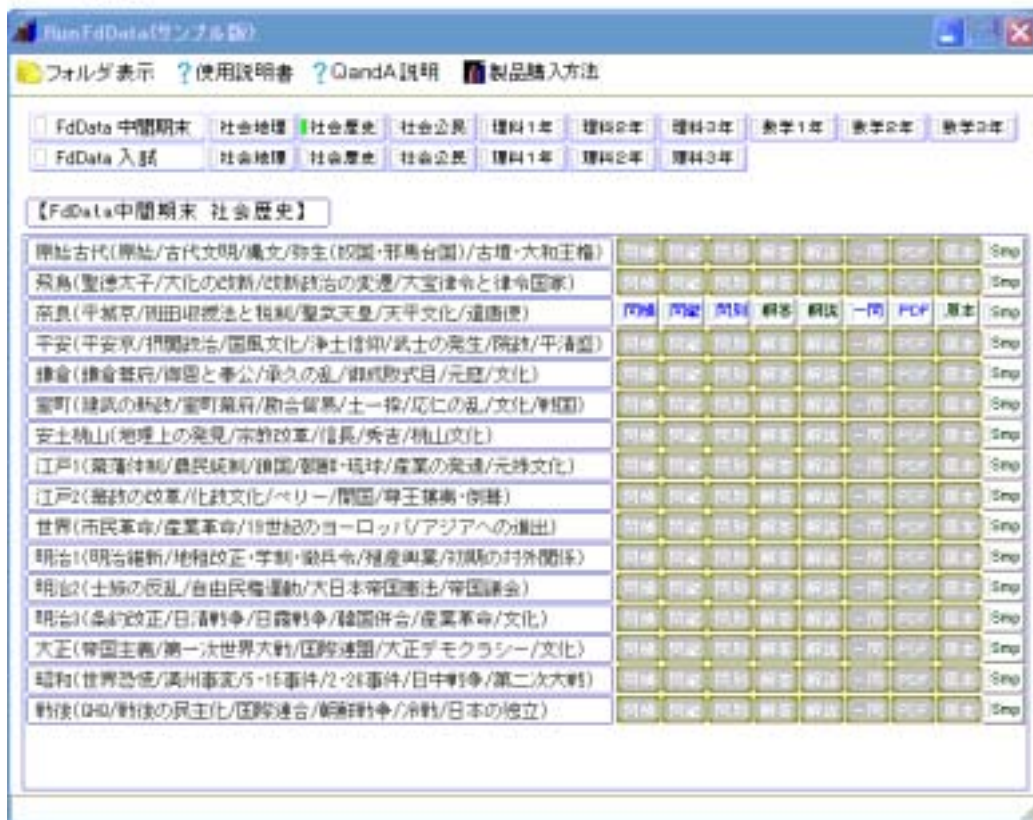 RunFdData(サンプル版)
フォルダ表示 ?使用説明書 ?QandA説明 製品購入方法
FdData 中間期末 社会地理 社会歴史 社会公民 理科1年 理科2年 理科3年 数学1年 数学2年 数学3年
FdData 入試 社会地理 社会歴史 社会公民 理科1年 理科2年 理科3年
【FdData中間期末 社会歴史】
原始古代(原始/古代文明/縄文/弥生(奴国・邪馬台国)/古墳・大和王権) Smp
飛鳥(聖徳太子/大化の改新/改新政治の変遷/大宝律令と律令国家) Smp
奈良(平城京/班田収授法と税制/聖武天皇/天平文化/遣唐使) 問題 問縦 問別 解答 解説 一問 PDF 原本 Smp
平安(平安京/摂関政治/国風文化/浄土信仰/武士の発生/院政/平清盛) Smp
鎌倉(鎌倉幕府/御恩と奉公/承久の乱/御成敗式目/元寇/文化) Smp
室町(建武の新政/室町幕府/勘合貿易/土一揆/応仁の乱/文化/戦国) Smp
安土桃山(地理上の発見/宗教改革/信長/秀吉/桃山文化) Smp
江戸1(幕藩体制/農民統制/鎖国/朝鮮・琉球/産業の発達/元禄文化) Smp
江戸2(幕政の改革/化政文化/ペリー/開国/尊王攘夷・倒幕) Smp
世界(市民革命/産業革命/19世紀のヨーロッパ/アジアへの進出) Smp
明治1(明治維新/地租改正・学制・徴兵令/殖産興業/初期の対外関係) Smp
明治2(士族の反乱/自由民権運動/大日本帝国憲法/帝国議会) Smp
明治3(条約改正/日清戦争/日露戦争/韓国併合/産業革命/文化) Smp
大正(帝国主義/第一次世界大戦/国際連盟/大正デモクラシー/文化) Smp
昭和(世界恐慌/満州事変/5・15事件/2・26事件/日中戦争/第二次大戦) Smp
戦後(GHQ/戦後の民主化/国際連合/朝鮮戦争/冷戦/日本の独立) Smp